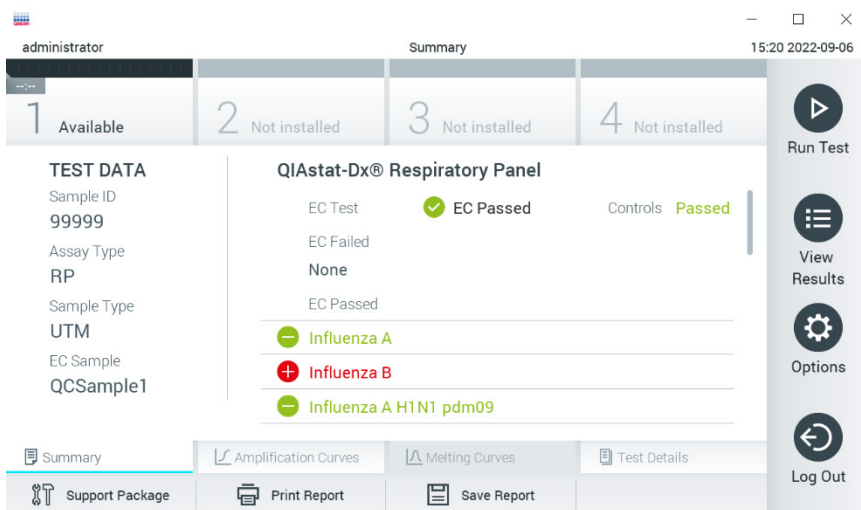 QIAGEN
administrator
Summary
15:20 2022-09-06
--:--
1 Available
2 Not installed
3 Not installed
4 Not installed
Run Test
TEST DATA
Sample ID
99999
Assay Type
RP
Sample Type
UTM
EC Sample
QCSample1
QIAstat-Dx® Respiratory Panel
EC Test EC Passed Controls Passed
EC Failed
None
EC Passed
Influenza A
Influenza B
Influenza A H1N1 pdm09
View
Results
Options
Log Out
Summary
Amplification Curves
Melting Curves
Test Details
Support Package
Print Report
Save Report